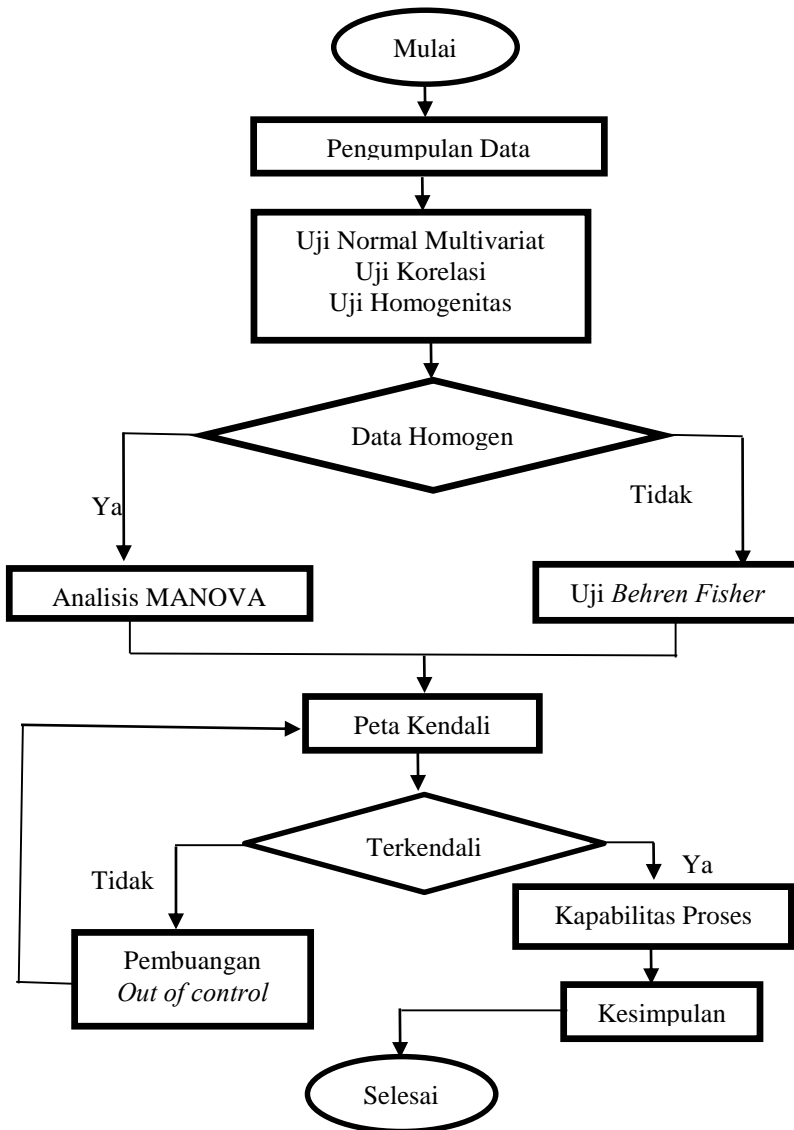 Mulai
Pengumpulan Data
Uji Normal Multivariat
Uji Korelasi
Uji Homogenitas
Data Homogen
Ya
Tidak
Analisis MANOVA
Uji Behren Fisher
Peta Kendali
Terkendali
Tidak
Ya
Kapabilitas Proses
Pembuangan
Out of control
Kesimpulan
Selesai